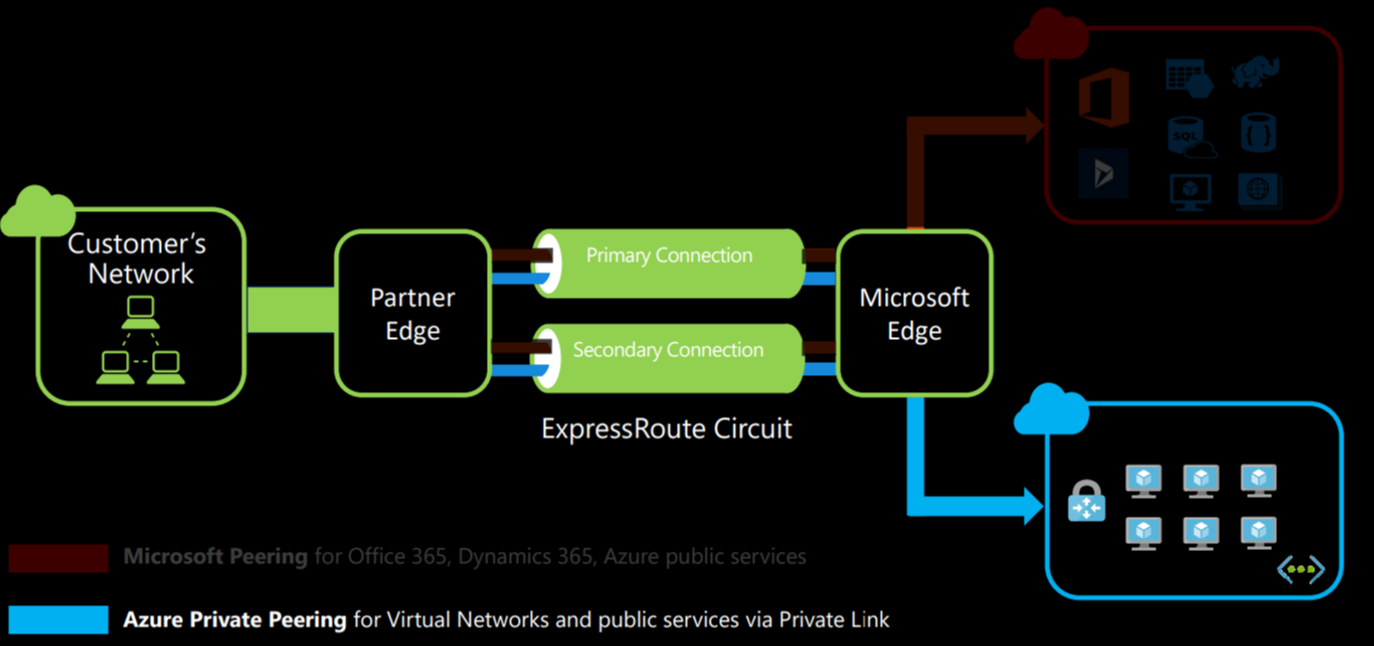 Customer's
Network
Partner
Edge
Primary Connection
Secondary Connection
ExpressRoute Circuit
Microsoft
Edge
SQL
Microsoft Peering for Office 365, Dynamics 365, Azure public services
Azure Private Peering for Virtual Networks and public services via Private Link